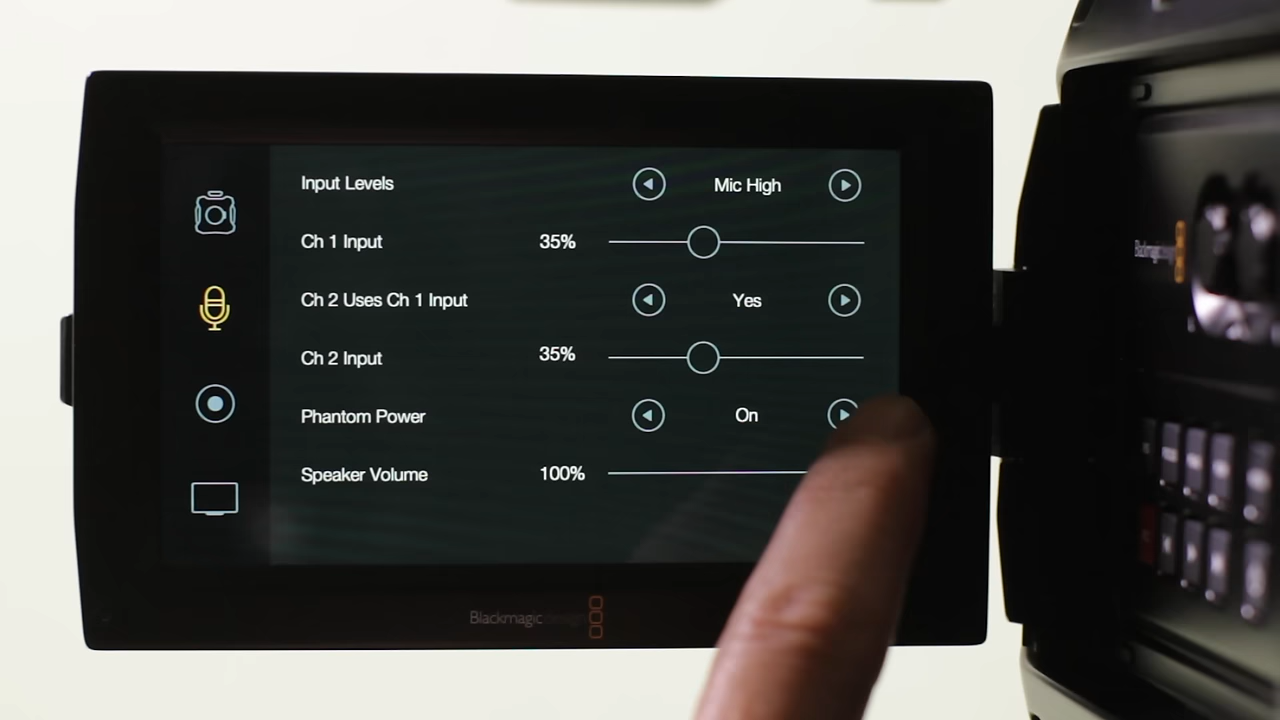 Input Levels Mic High
Ch 1 Input 35%
Ch 2 Uses Ch 1 Input Yes
Ch 2 Input 35%
Phantom Power On
Speaker Volume 100%
Blackmagicdesign
Blackmagicdesign